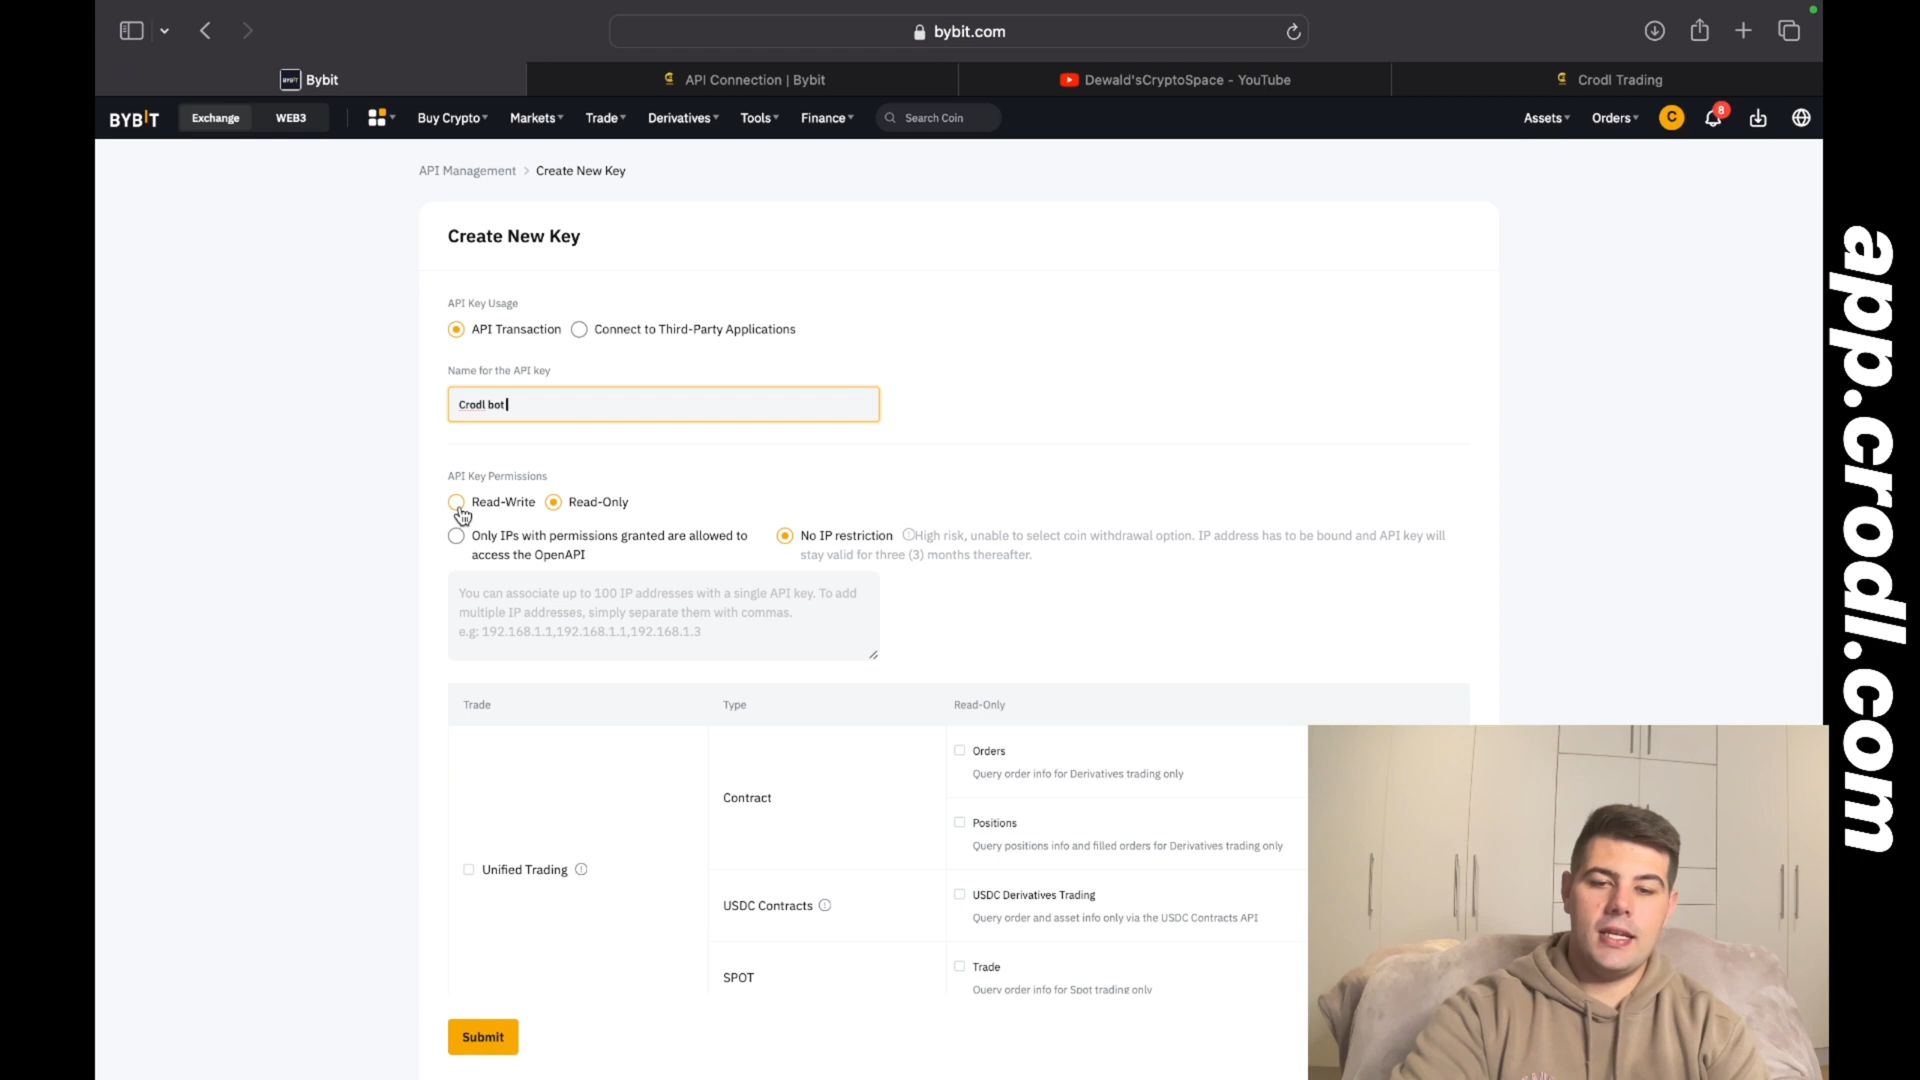 bybit.com
BYBIT Bybit
API Connection | Bybit
Dewald'sCryptoSpace - YouTube
Crodl Trading
BYBIT Exchange WEB3 Buy Crypto Markets Trade Derivatives Tools Finance Search Coin Assets Orders C 8
API Management > Create New Key
Create New Key
API Key Usage
API Transaction Connect to Third-Party Applications
Name for the API key
Crodl bot
API Key Permissions
Read-Write Read-Only
Only IPs with permissions granted are allowed to
access the OpenAPI
No IP restriction High risk, unable to select coin withdrawal option. IP address has to be bound and API key will
stay valid for three (3) months thereafter.
You can associate up to 100 IP addresses with a single API key. To add
multiple IP addresses, simply separate them with commas.
e.g: 192.168.1.1,192.168.1.1,192.168.1.3
Trade Type Read-Only
Unified Trading
Contract
Orders
Query order info for Derivatives trading only
Positions
Query positions info and filled orders for Derivatives trading only
USDC Contracts
USDC Derivatives Trading
Query order and asset info only via the USDC Contracts API
SPOT
Trade
Query order info for Spot trading only
Submit
app.crodl.com